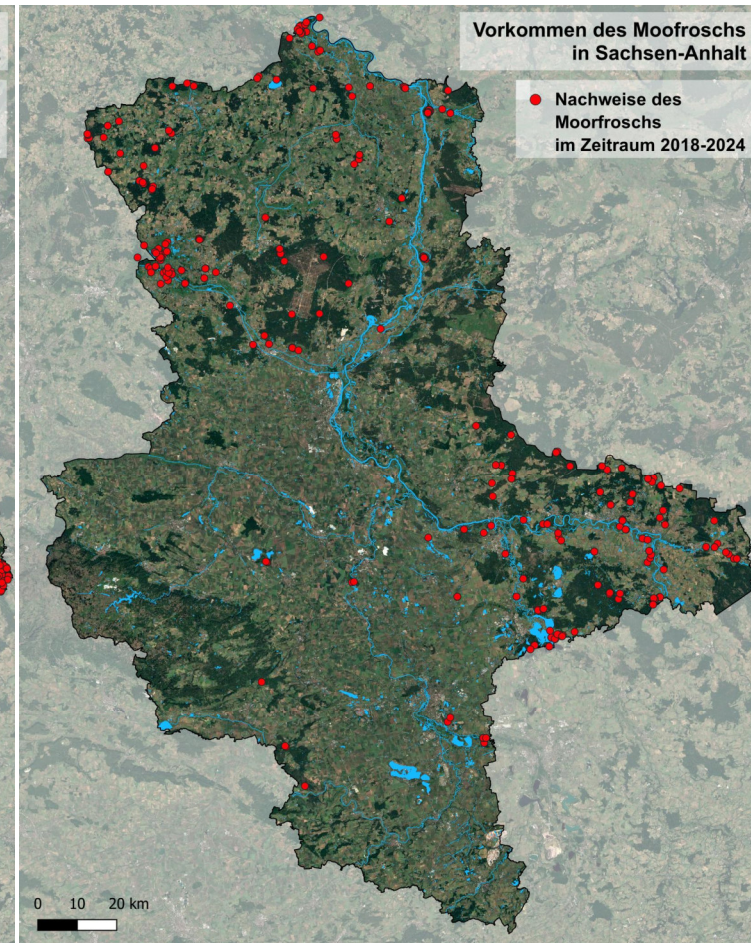 Vorkommen des Moofroschs
in Sachsen-Anhalt
Nachweise des
Moorfroschs
im Zeitraum 2018-2024
0 10 20 km